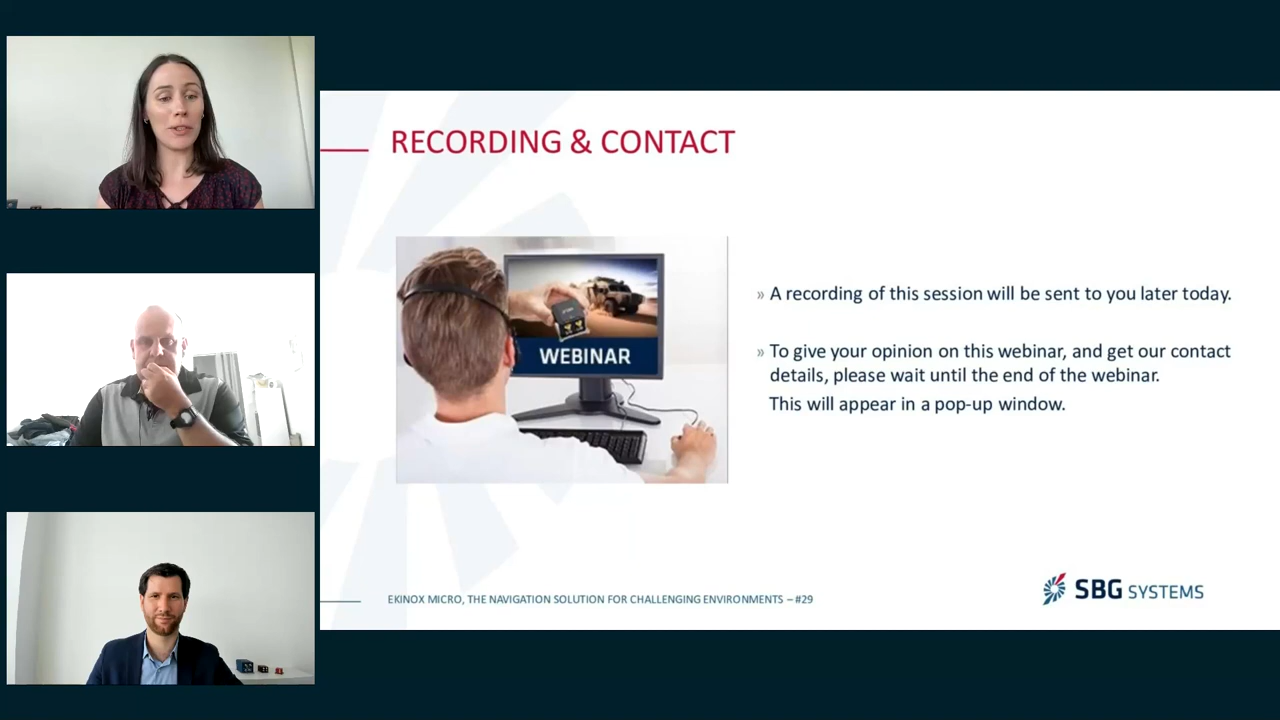 RECORDING & CONTACT
WEBINAR
» A recording of this session will be sent to you later today.
» To give your opinion on this webinar, and get our contact
details, please wait until the end of the webinar.
This will appear in a pop-up window.
EKINOX MICRO, THE NAVIGATION SOLUTION FOR CHALLENGING ENVIRONMENTS – #29
SBG SYSTEMS